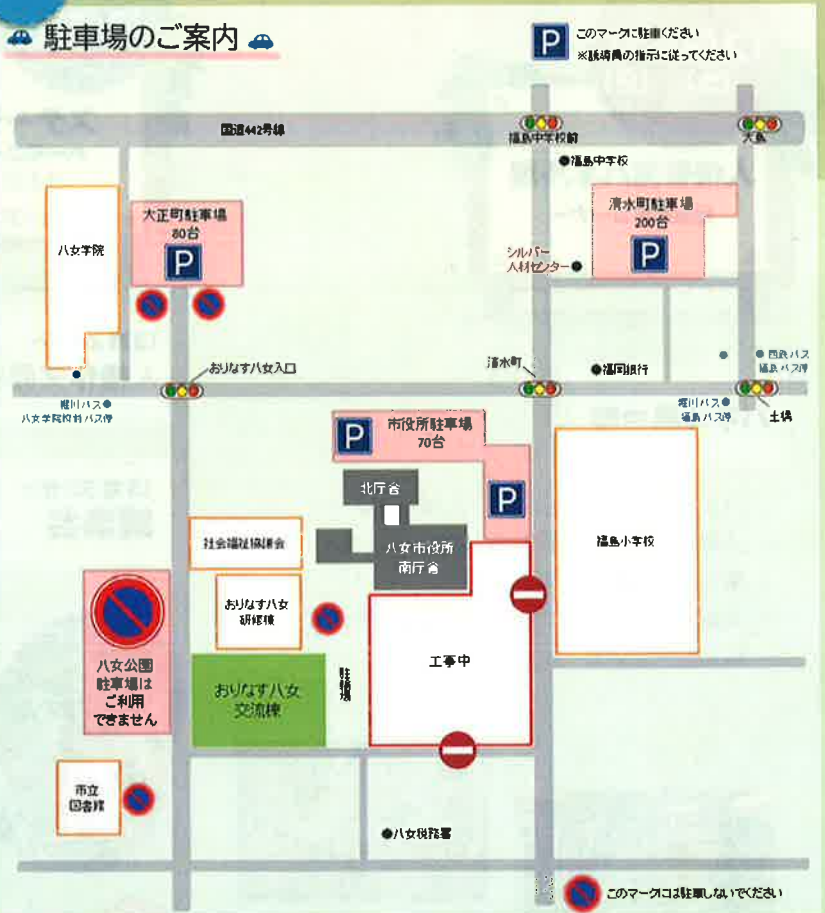 駐車場のご案内
P
このマークに駐車ください
※誘導員の指示に従ってください
国道442号線
福島中学校前
大島
福島中学校
八女学院
大正町駐車場
80台
P
清水町駐車場
200台
P
シルバー
人材センター
おりなす八女入口
清水町
福岡銀行
西鉄バス
福島バス停
堀川バス
八女学院校前バス停
堀川バス
福島バス停
土橋
市役所駐車場
70台
P
P
北庁舎
八女市役所
南庁舎
社会福祉協議会
おりなす八女
研修棟
福島小学校
工事中
八女公園
駐車場は
ご利用
できません
おりなす八女
交流棟
駐輪場
市立
図書館
八女税務署
このマークには駐車しないでください